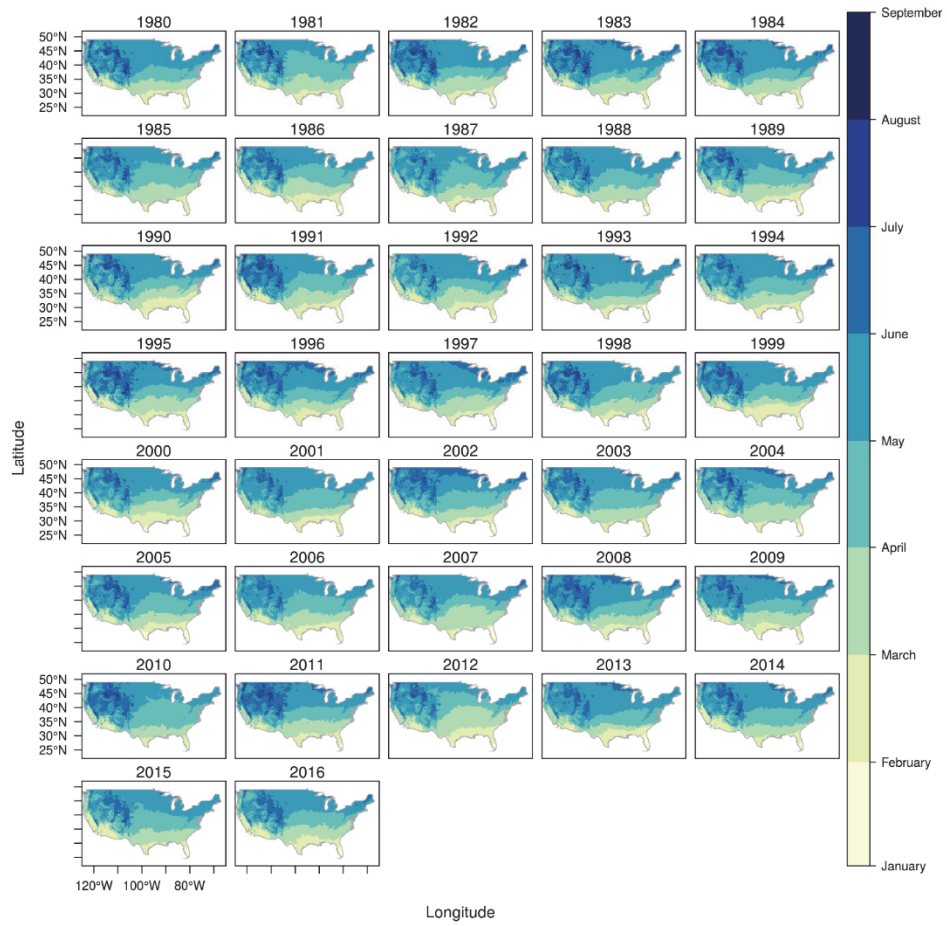 1980 1981 1982 1983 1984
50°N
45°N
40°N
35°N
30°N
25°N
1985 1986 1987 1988 1989
1990 1991 1992 1993 1994
50°N
45°N
40°N
35°N
30°N
25°N
1995 1996 1997 1998 1999
2000 2001 2002 2003 2004
50°N
45°N
40°N
35°N
30°N
25°N
2005 2006 2007 2008 2009
2010 2011 2012 2013 2014
50°N
45°N
40°N
35°N
30°N
25°N
2015 2016
120°W 100°W 80°W
Latitude
Longitude
September
August
July
June
May
April
March
February
January